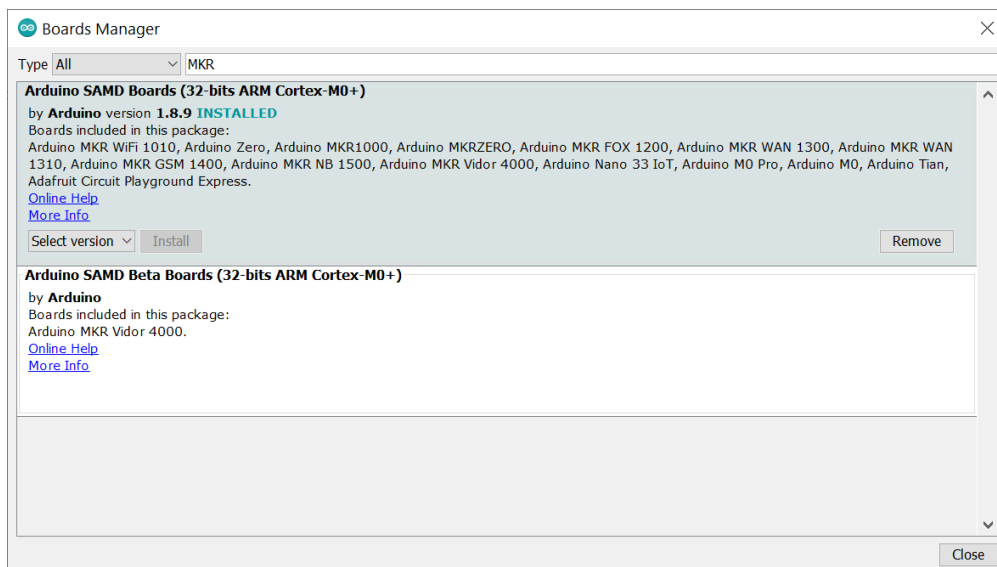 Boards Manager
Type All MKR
Arduino SAMD Boards (32-bits ARM Cortex-M0+)
by Arduino version 1.8.9 INSTALLED
Boards included in this package:
Arduino MKR WiFi 1010, Arduino Zero, Arduino MKR1000, Arduino MKRZERO, Arduino MKR FOX 1200, Arduino MKR WAN 1300, Arduino MKR WAN
1310, Arduino MKR GSM 1400, Arduino MKR NB 1500, Arduino MKR Vidor 4000, Arduino Nano 33 IoT, Arduino M0 Pro, Arduino M0, Arduino Tian,
Adafruit Circuit Playground Express.
Online Help
More Info
Select version Install Remove
Arduino SAMD Beta Boards (32-bits ARM Cortex-M0+)
by Arduino
Boards included in this package:
Arduino MKR Vidor 4000.
Online Help
More Info
Close